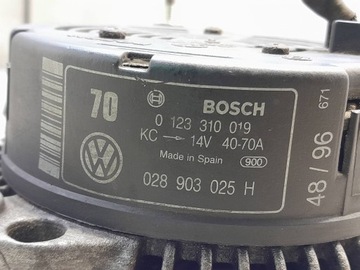 70
BOSCH
0 123 310 019
KC → 14V 40-70A
Made in Spain 900
028 903 025 H
48/96
671